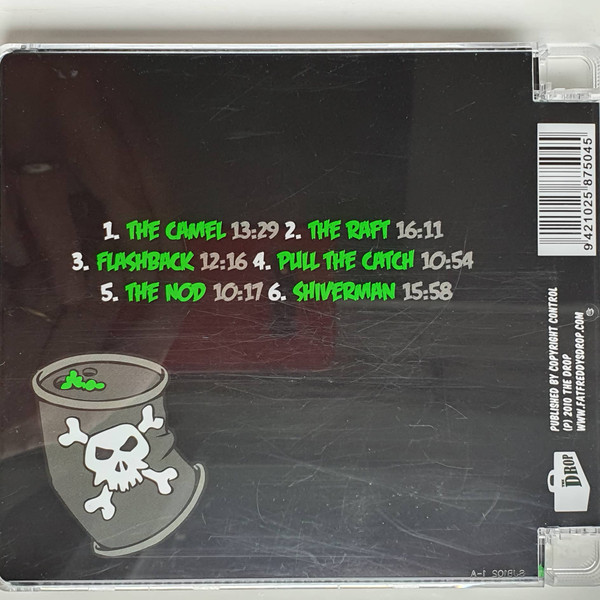 1. THE CAMEL 13:29 2. THE RAFT 16:11
3. FLASHBACK 12:16 4. PULL THE CATCH 10:54
5. THE NOD 10:17 6. SHIVERMAN 15:58
9 421025 875045
PUBLISHED BY COPYRIGHT CONTROL
(P) 2010 THE DROP
WWW.FATFREDDYSDROP.COM
THE DROP